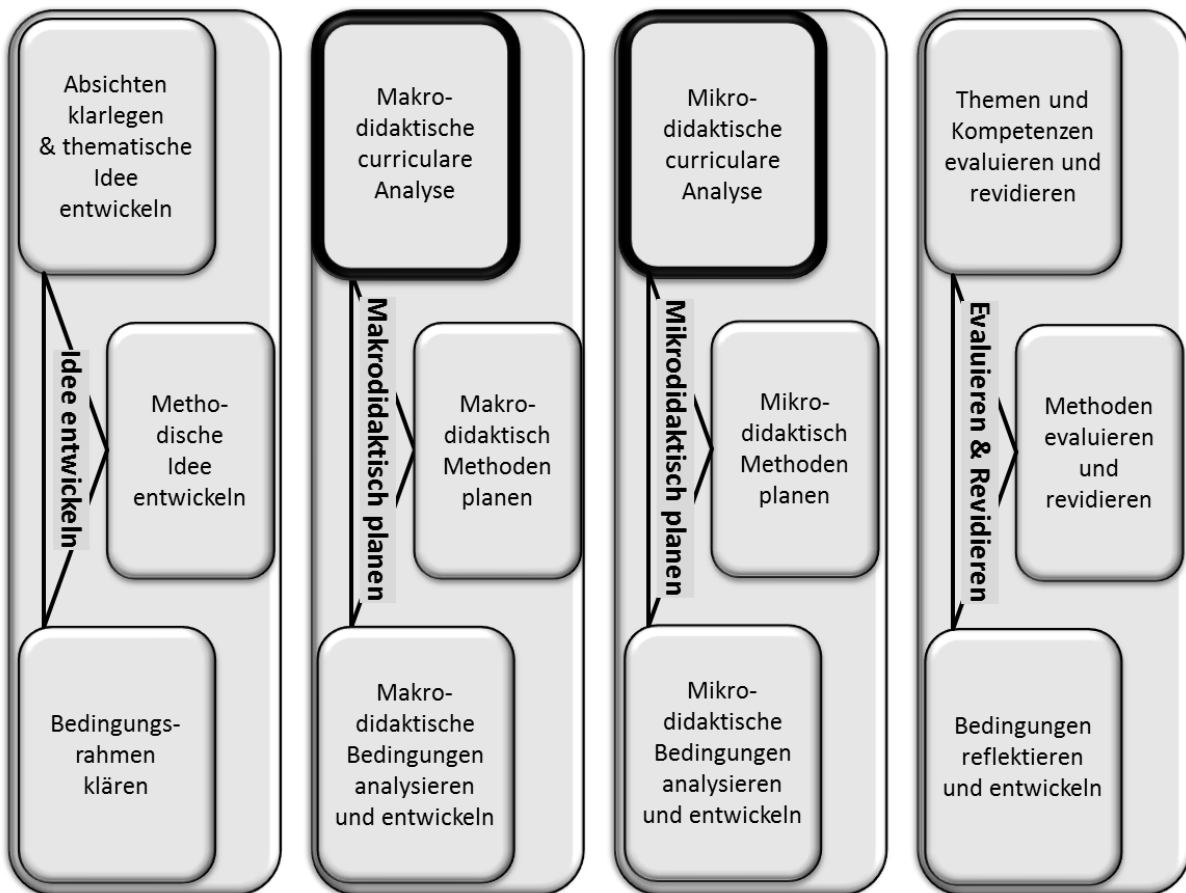 Absichten
klarlegen
& thematische
Idee
entwickeln
Idee entwickeln
Metho-
dische
Idee
entwickeln
Bedingungs-
rahmen
klären
Makro-
didaktische
curriculare
Analyse
Makrodidaktisch planen
Makro-
didaktisch
Methoden
planen
Makro-
didaktische
Bedingungen
analysieren
und entwickeln
Mikro-
didaktische
curriculare
Analyse
Mikrodidaktisch planen
Mikro-
didaktisch
Methoden
planen
Mikro-
didaktische
Bedingungen
analysieren
und entwickeln
Themen und
Kompetenzen
evaluieren und
revidieren
Evaluieren & Revidieren
Methoden
evaluieren
und
revidieren
Bedingungen
reflektieren
und entwickeln